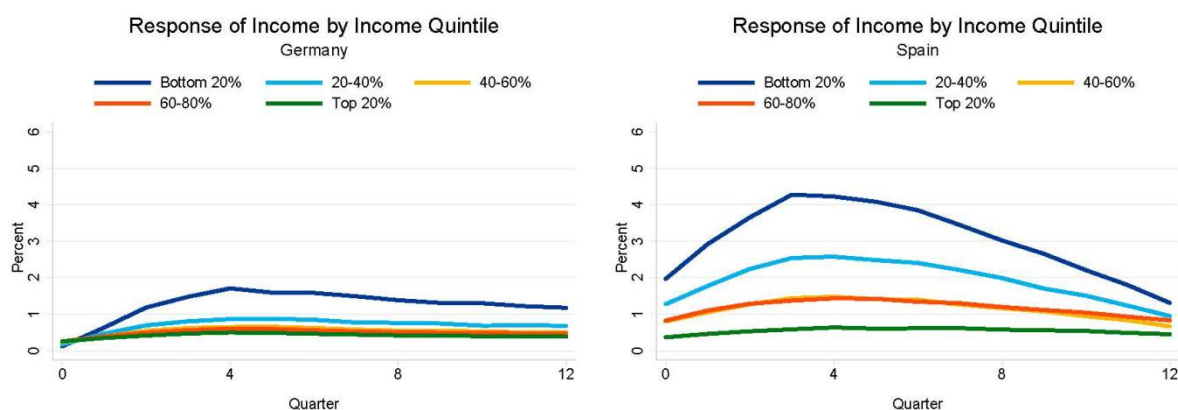 Response of Income by Income Quintile
Germany
Bottom 20%
20-40%
40-60%
60-80%
Top 20%
6
5
4
3
2
1
0
Percent
0
4
8
12
Quarter
Response of Income by Income Quintile
Spain
Bottom 20%
20-40%
40-60%
60-80%
Top 20%
6
5
4
3
2
1
0
Percent
0
4
8
12
Quarter